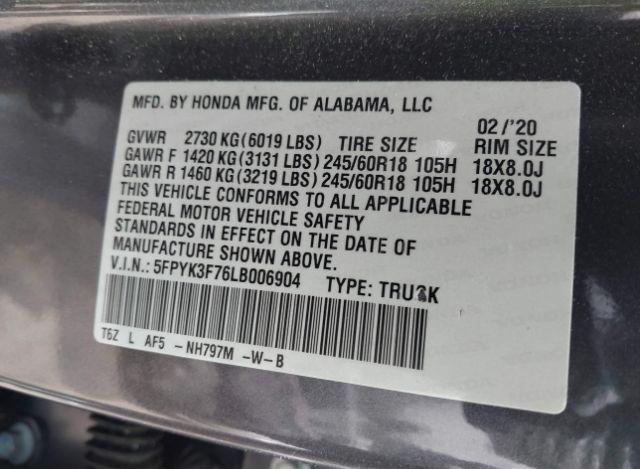 MFD. BY HONDA MFG. OF ALABAMA, LLC
02 /'20
GVWR 2730 KG(6019 LBS) TIRE SIZE RIM SIZE
GAWR F 1420 KG(3131 LBS) 245/60R18 105H 18X8.0J
GAWR R 1460 KG(3219 LBS) 245/60R18 105H 18X8.0J
THIS VEHICLE CONFORMS TO ALL APPLICABLE
FEDERAL MOTOR VEHICLE SAFETY
STANDARDS IN EFFECT ON THE DATE OF
MANUFACTURE SHOWN ABOVE.
V.I.N.: 5FPYK3F76LB006904 TYPE: TRUCK
T6Z L AF5 -NH797M -W-B